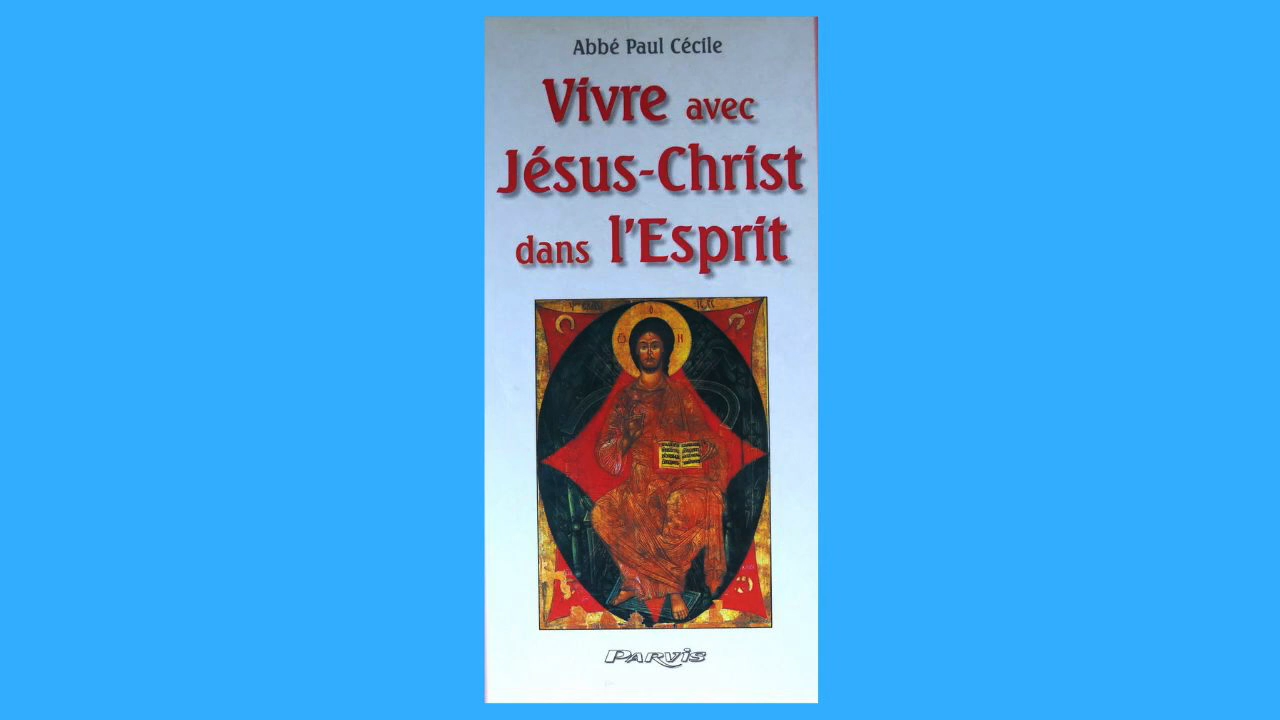 Abbé Paul Cécile
Vivre avec
Jésus-Christ
dans l'Esprit
PARVIS